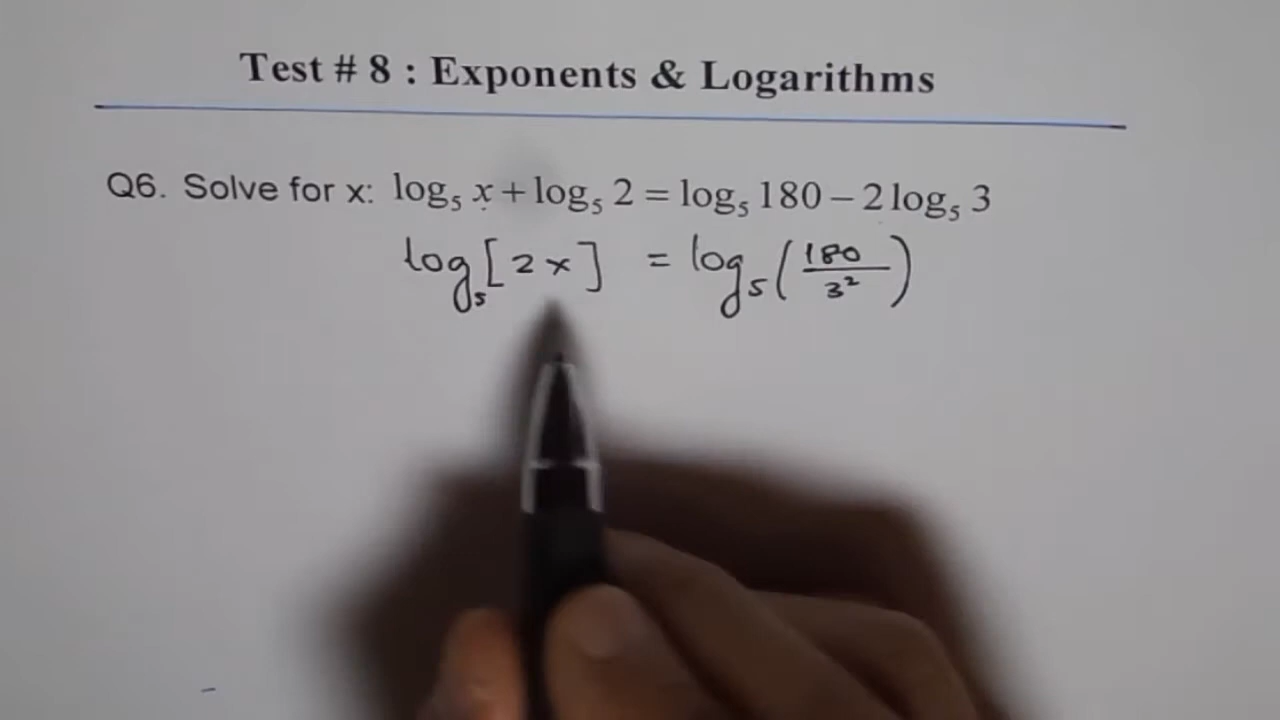 Test # 8 : Exponents & Logarithms
Q6. Solve for x: log₅ x + log₅ 2 = log₅ 180 − 2 log₅ 3
log₅ [2x] = log₅ (180/3²)